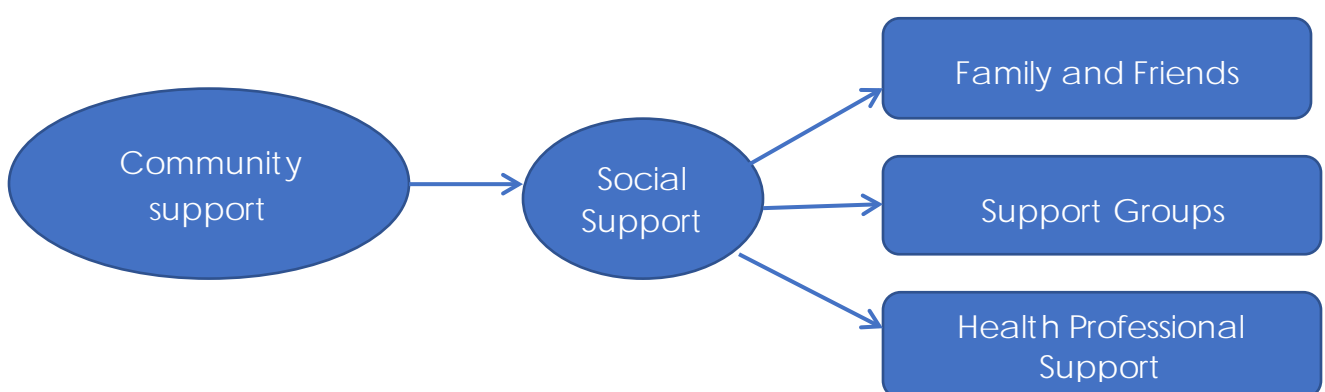 Community
support
Social
Support
Family and Friends
Support Groups
Health Professional
Support